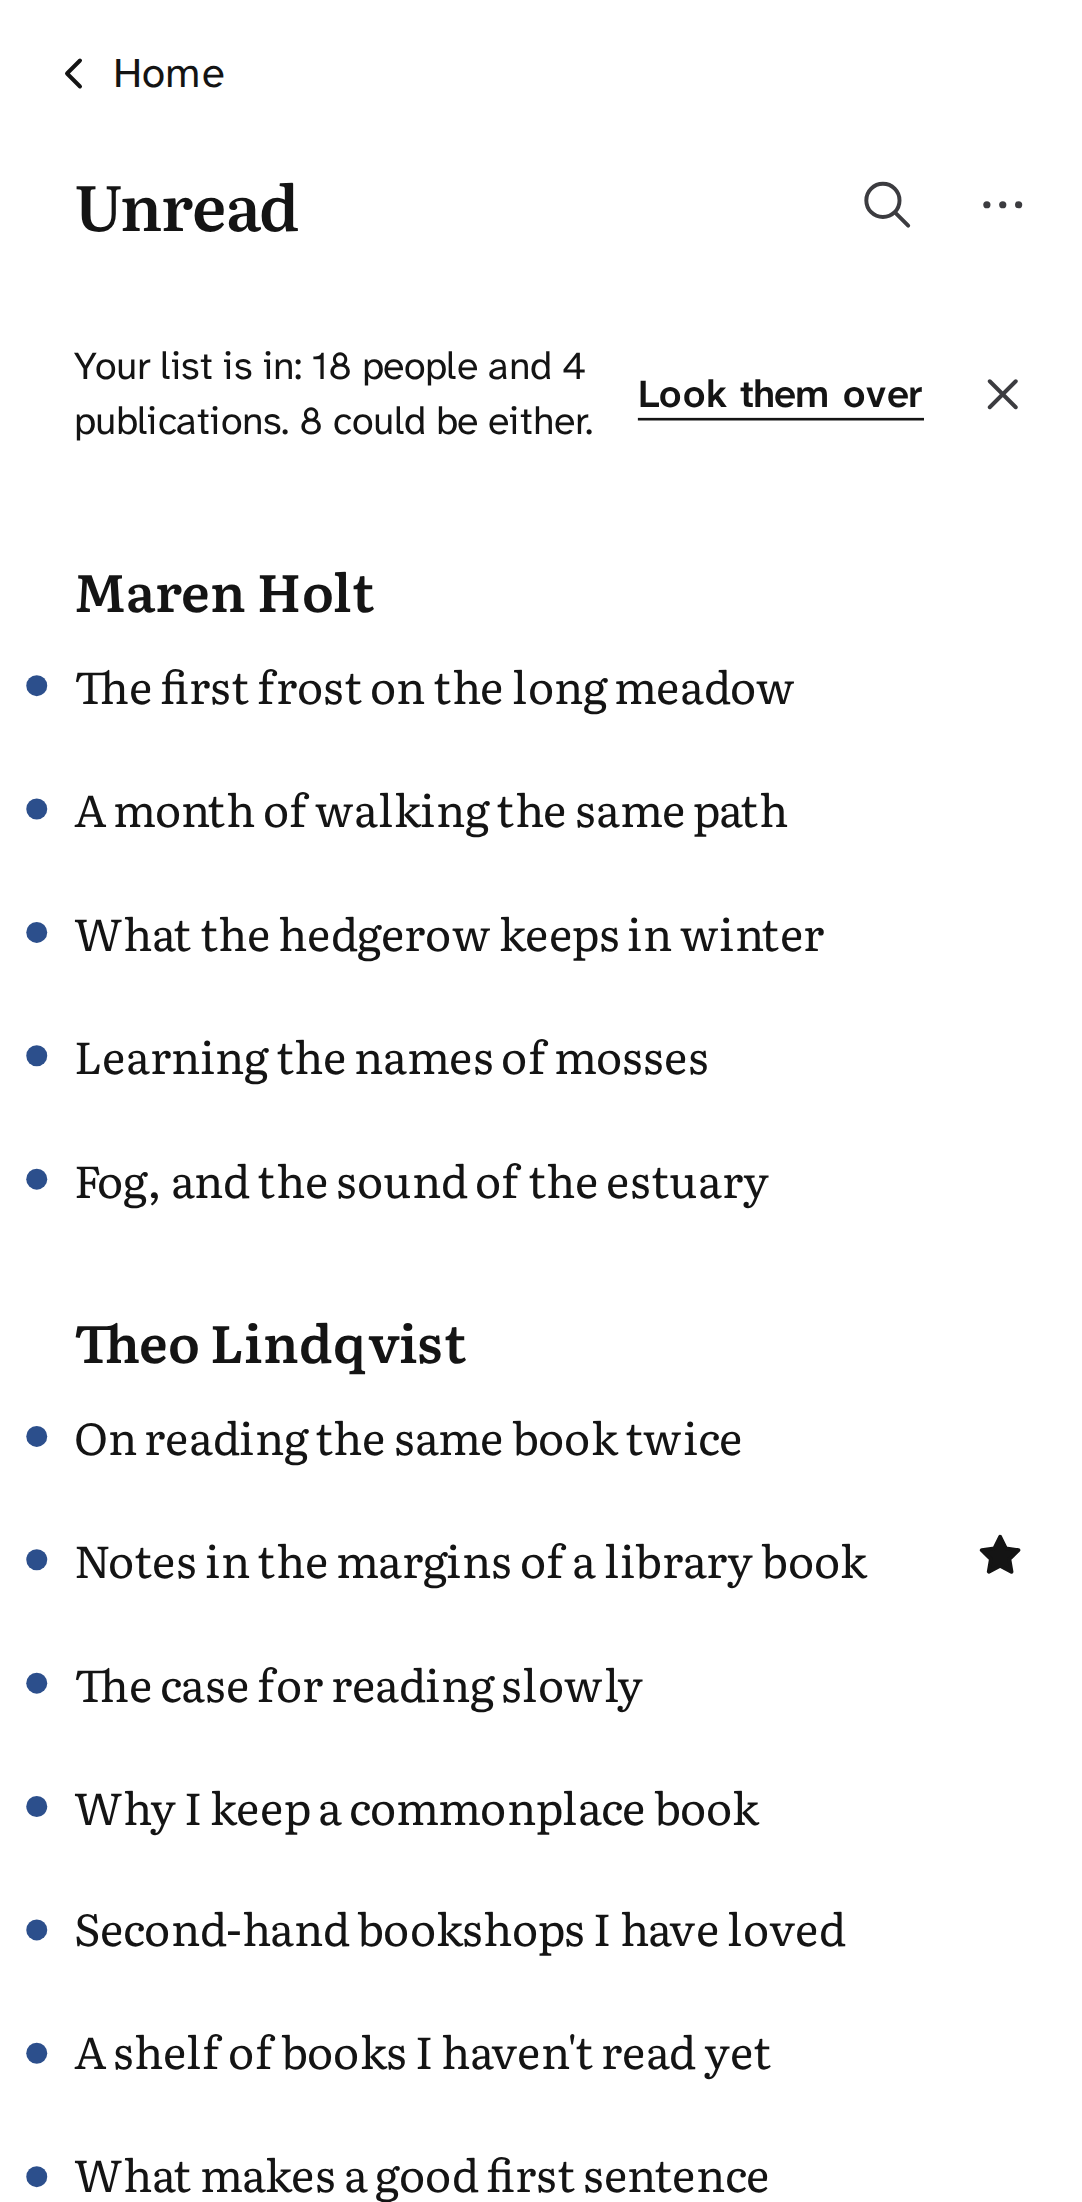 Home
Unread
Your list is in: 18 people and 4
publications. 8 could be either.
Look them over
Maren Holt
The first frost on the long meadow
A month of walking the same path
What the hedgerow keeps in winter
Learning the names of mosses
Fog, and the sound of the estuary
Theo Lindqvist
On reading the same book twice
Notes in the margins of a library book
The case for reading slowly
Why I keep a commonplace book
Second-hand bookshops I have loved
A shelf of books I haven't read yet
What makes a good first sentence